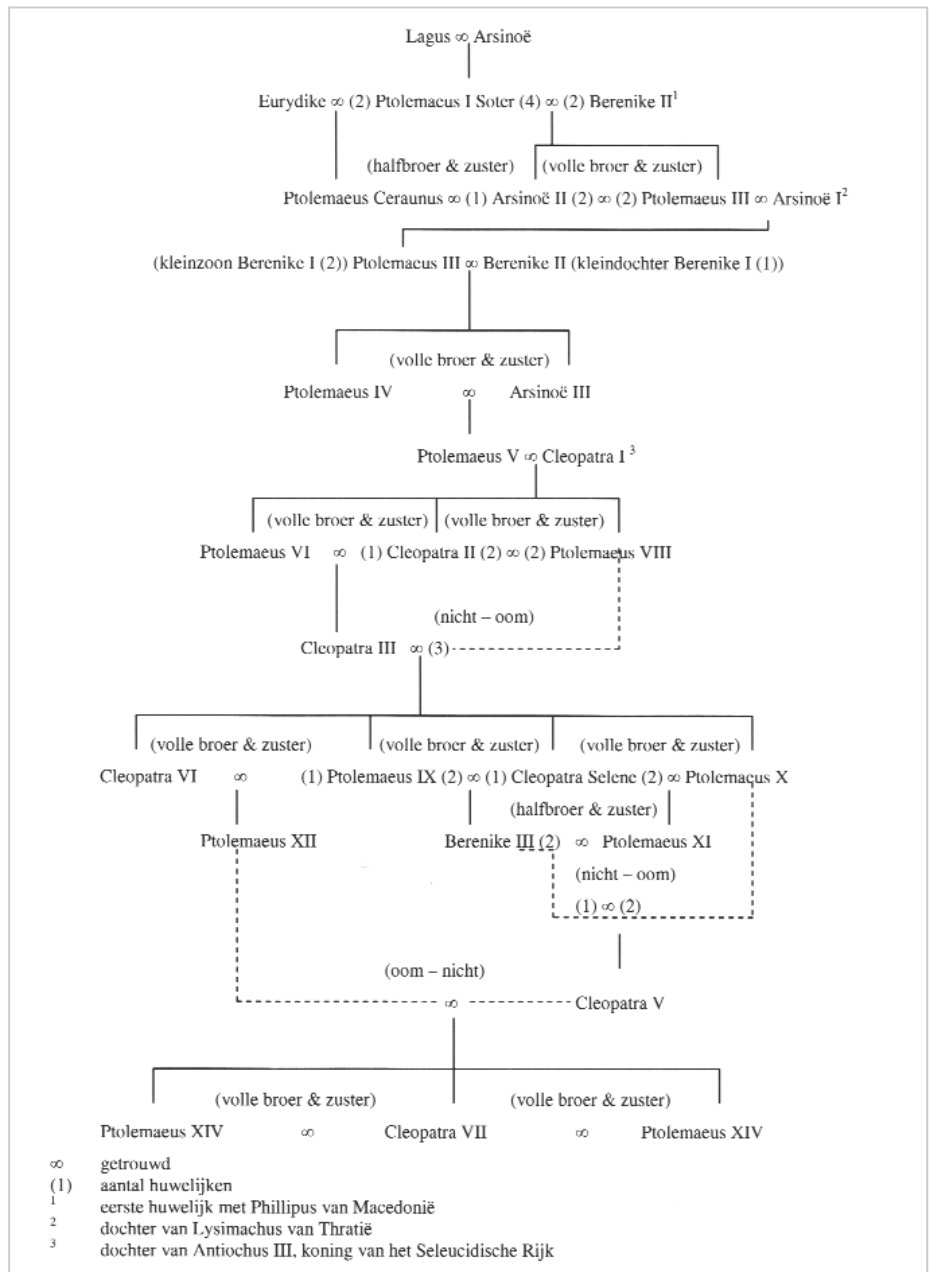 Lagus ∞ Arsinoë
Eurydike ∞ (2) Ptolemaeus I Soter (4) ∞ (2) Berenike II¹
(halfbroer & zuster) (volle broer & zuster)
Ptolemaeus Ceraunus ∞ (1) Arsinoë II (2) ∞ (2) Ptolemaeus III ∞ Arsinoë I²
(kleinzoon Berenike I (2)) Ptolemaeus III ∞ Berenike II (kleindochter Berenike I (1))
(volle broer & zuster)
Ptolemaeus IV ∞ Arsinoë III
Ptolemaeus V ∞ Cleopatra I ³
(volle broer & zuster) (volle broer & zuster)
Ptolemaeus VI ∞ (1) Cleopatra II (2) ∞ (2) Ptolemaeus VIII
(nicht – oom)
Cleopatra III ∞ (3)
(volle broer & zuster) (volle broer & zuster) (volle broer & zuster)
Cleopatra VI ∞ (1) Ptolemaeus IX (2) ∞ (1) Cleopatra Selene (2) ∞ Ptolemaeus X
(halfbroer & zuster)
Ptolemaeus XII Berenike III (2) ∞ Ptolemaeus XI
(nicht – oom)
(1) ∞ (2)
(oom – nicht)
∞ Cleopatra V
(volle broer & zuster) (volle broer & zuster)
Ptolemaeus XIV ∞ Cleopatra VII ∞ Ptolemaeus XIV
∞ getrouwd
(1) aantal huwelijken
¹ eerste huwelijk met Phillipus van Macedonië
² dochter van Lysimachus van Thratië
³ dochter van Antiochus III, koning van het Seleucidische Rijk